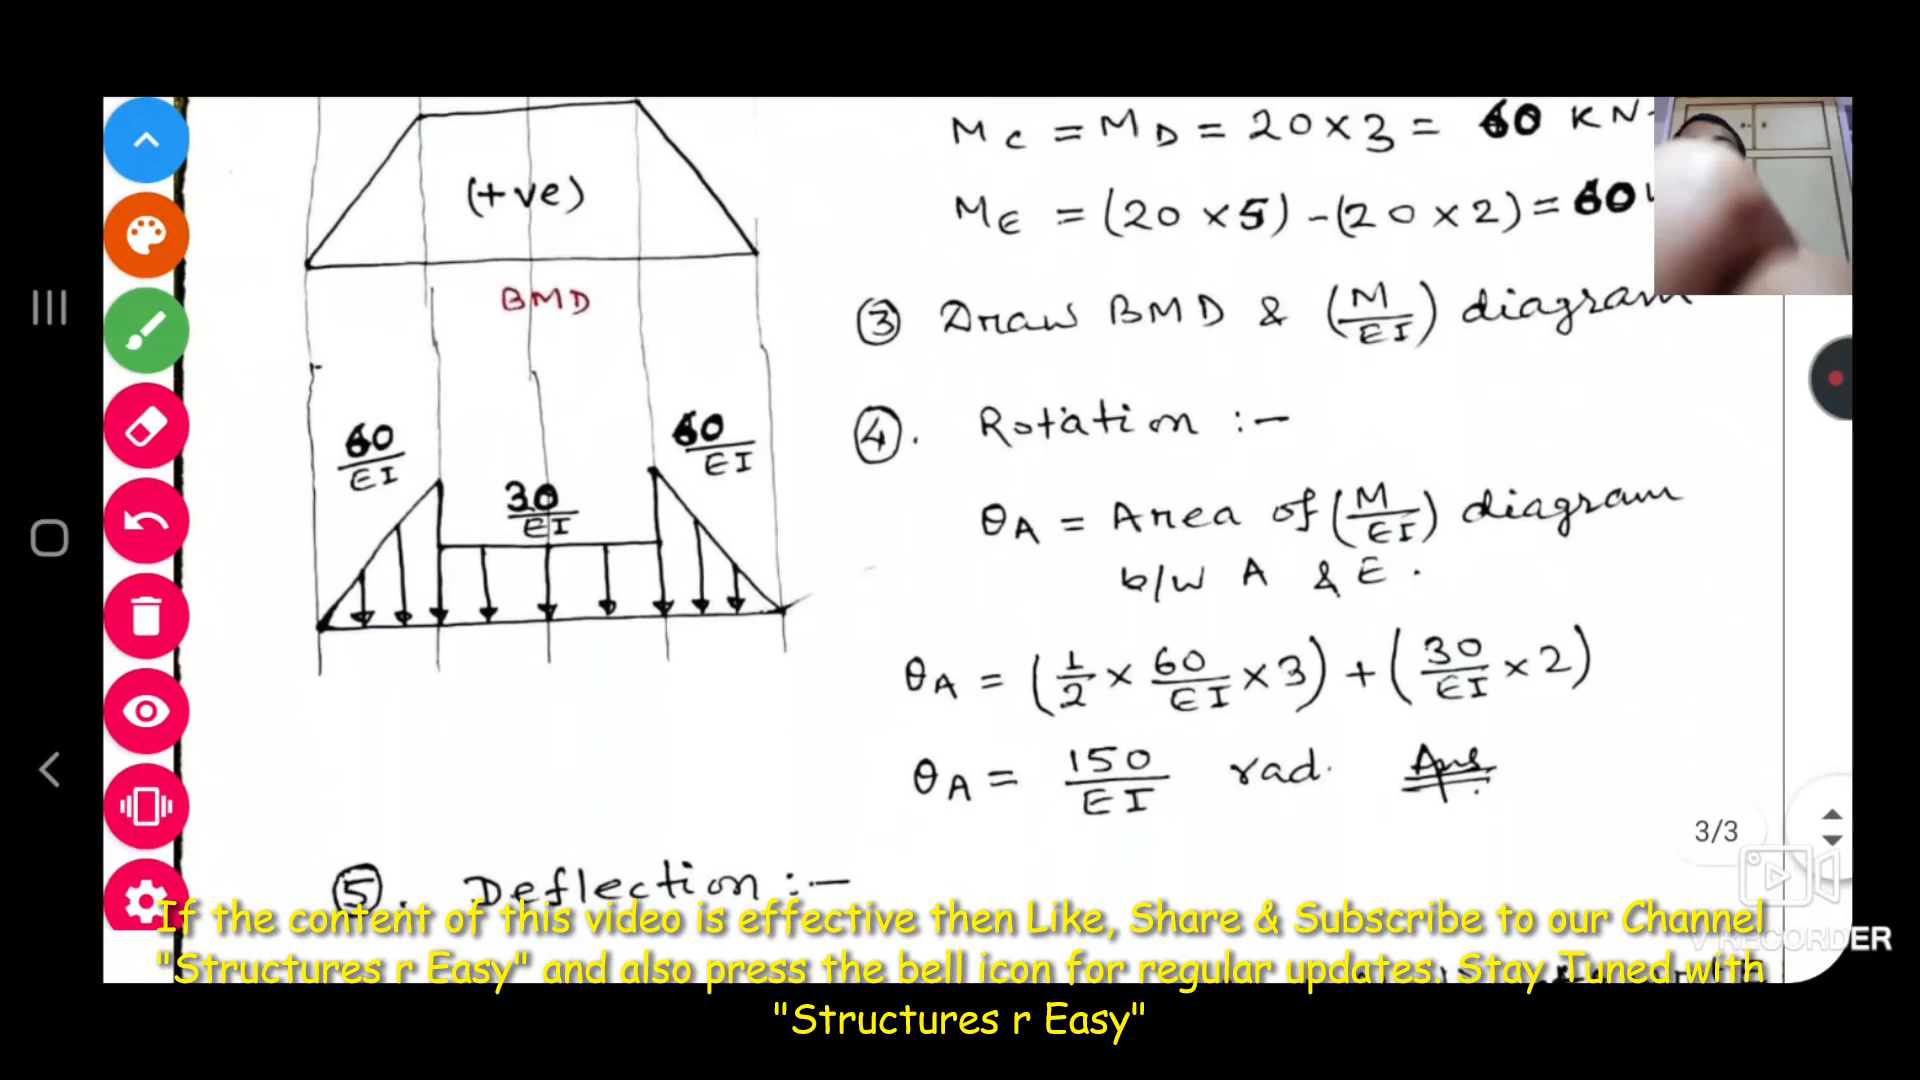 M C = M D = 20 × 3 = 60 KN-
M E = (20 × 5) - (20 × 2) = 60
(+ve)
BMD
③ Draw BMD & (M/EI) diagram
④. Rotation :-
60/EI
60/EI
30/EI
θA = Area of (M/EI) diagram
b/w A & E.
θA = (1/2 × 60/EI × 3) + (30/EI × 2)
θA = 150/EI rad. Ans.
3/3
⑤. Deflection :-
If the content of this video is effective then Like, Share & Subscribe to our Channel
"Structures r Easy" and also press the bell icon for regular updates. Stay Tuned with
"Structures r Easy"
V RECORDER